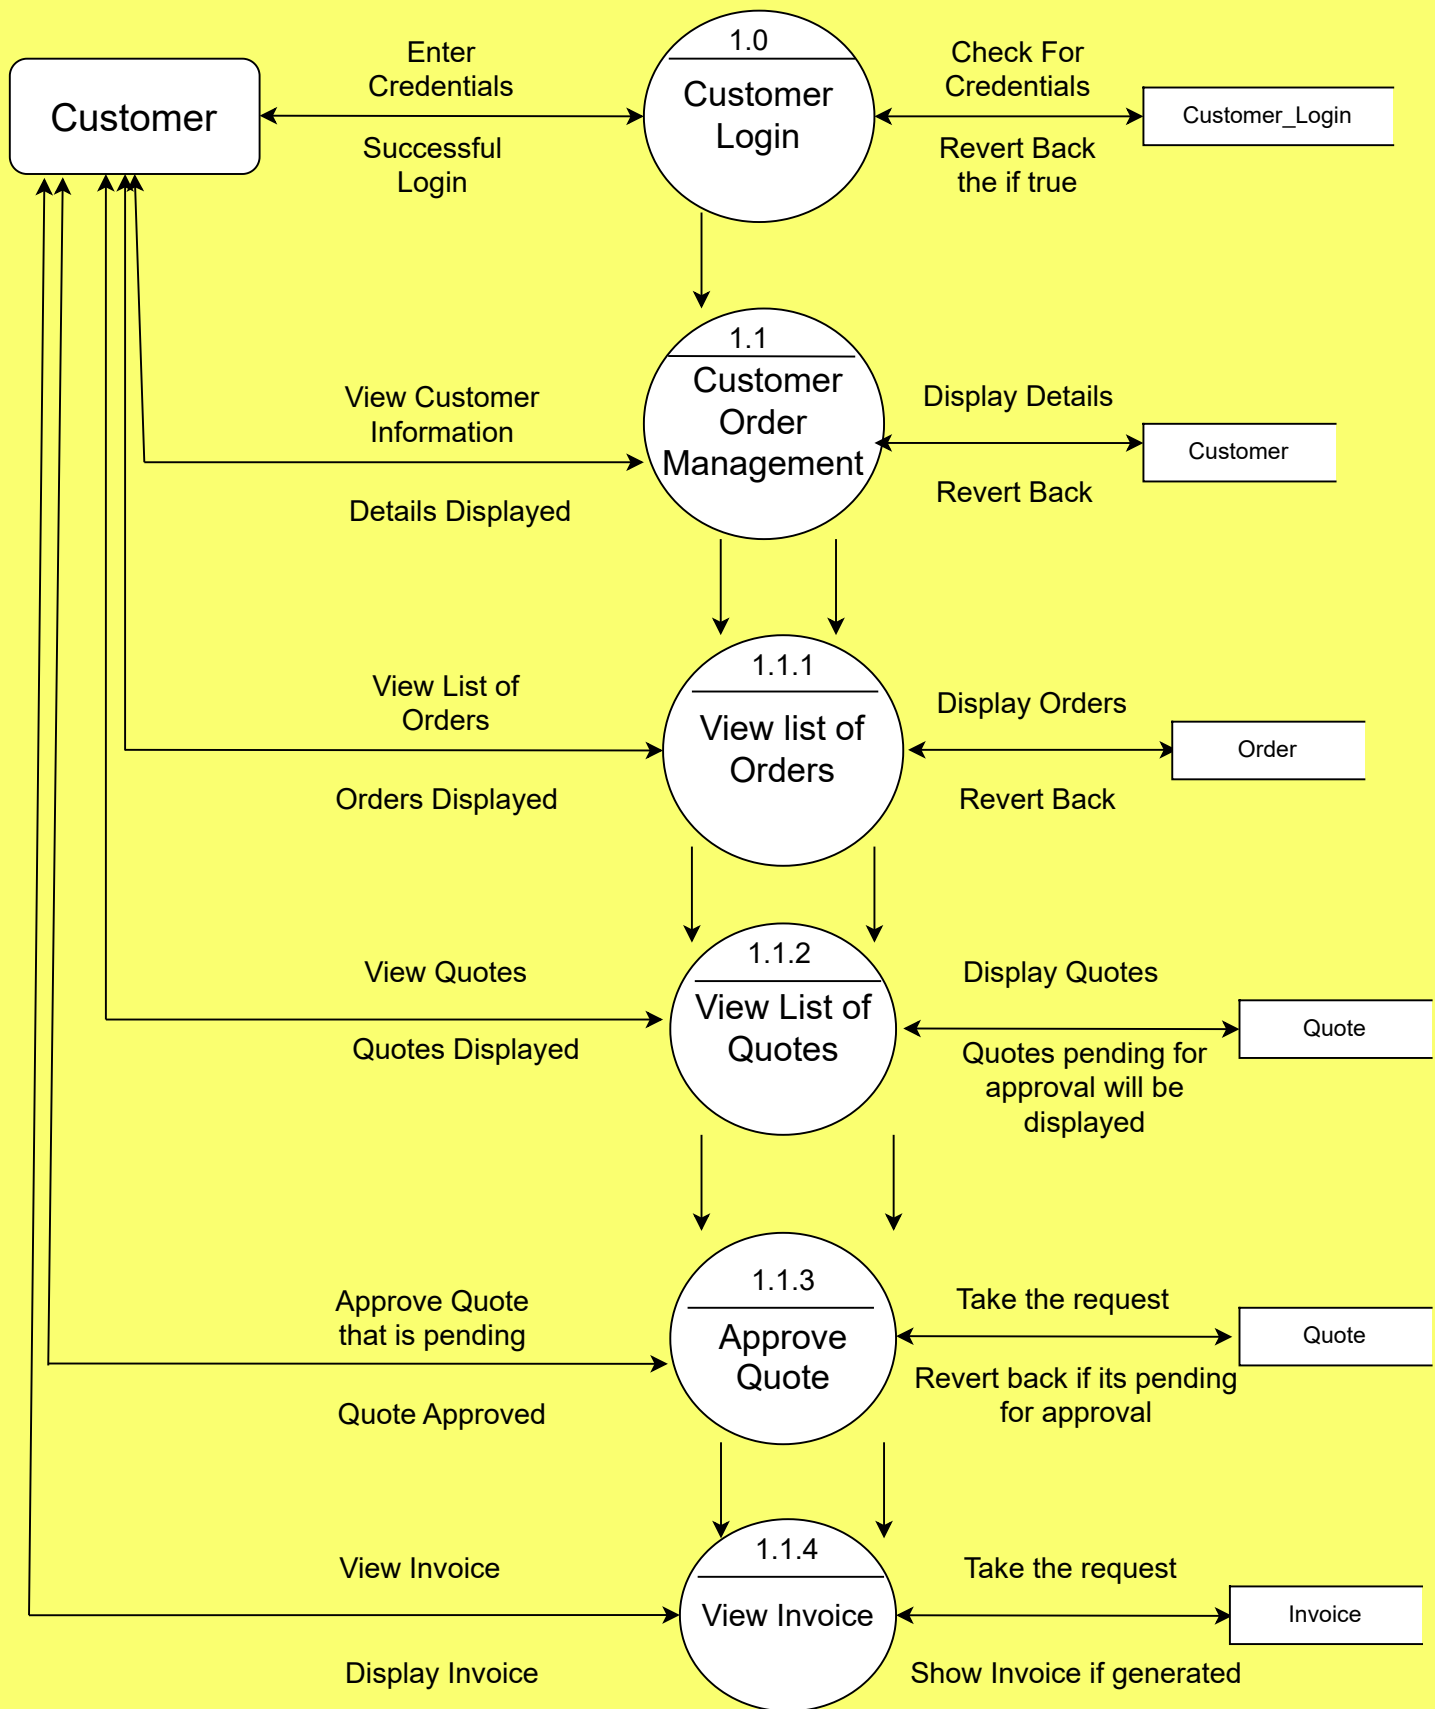 Customer
Enter
Credentials
Successful
Login
1.0
Customer
Login
Check For
Credentials
Revert Back
the if true
Customer_Login
View Customer
Information
Details Displayed
1.1
Customer
Order
Management
Display Details
Revert Back
Customer
View List of
Orders
Orders Displayed
1.1.1
View list of
Orders
Display Orders
Revert Back
Order
View Quotes
Quotes Displayed
1.1.2
View List of
Quotes
Display Quotes
Quotes pending for
approval will be
displayed
Quote
Approve Quote
that is pending
Quote Approved
1.1.3
Approve
Quote
Take the request
Revert back if its pending
for approval
Quote
View Invoice
Display Invoice
1.1.4
View Invoice
Take the request
Show Invoice if generated
Invoice